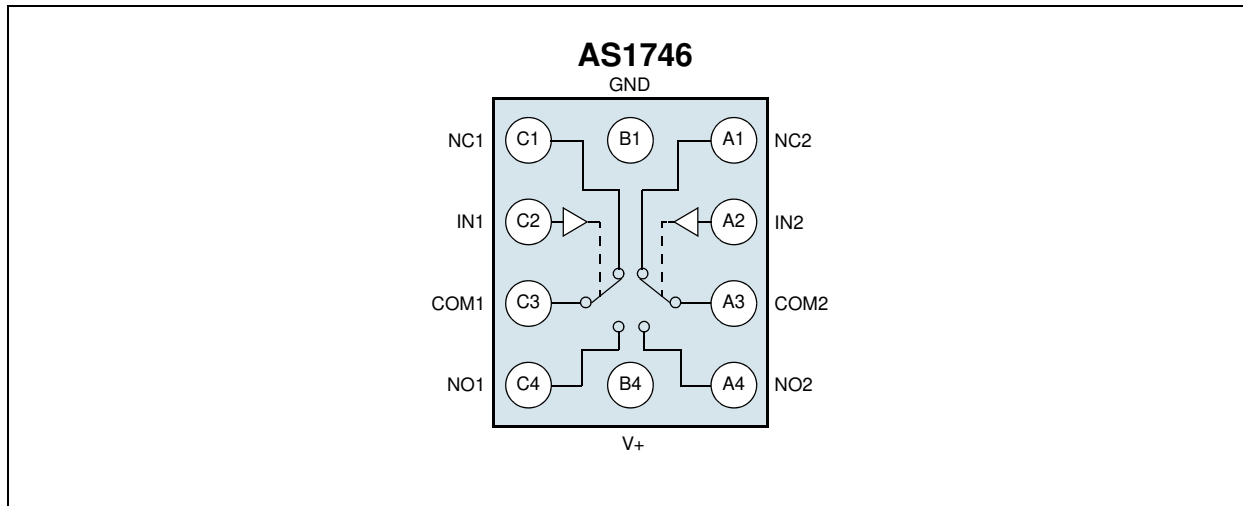 AS1746
GND
NC1 C1 B1 A1 NC2
IN1 C2 A2 IN2
COM1 C3 A3 COM2
NO1 C4 B4 A4 NO2
V+